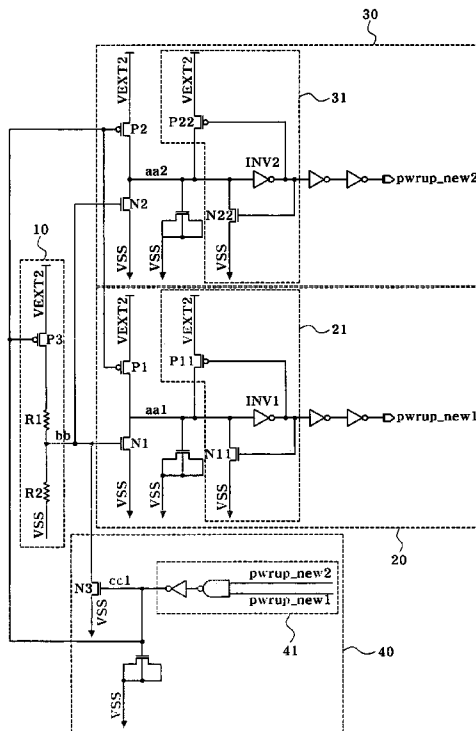 30
VEXT2
VEXT2
31
P2
P22
aa2
INV2
pwrup_new2
N2
N22
VSS
VSS
VSS
10
VEXT2
P3
R1
bb
R2
VSS
VEXT2
VEXT2
21
P1
P11
aa1
INV1
pwrup_new1
N1
N11
VSS
VSS
VSS
20
N3
cc1
pwrup_new2
pwrup_new1
VSS
41
40
VSS